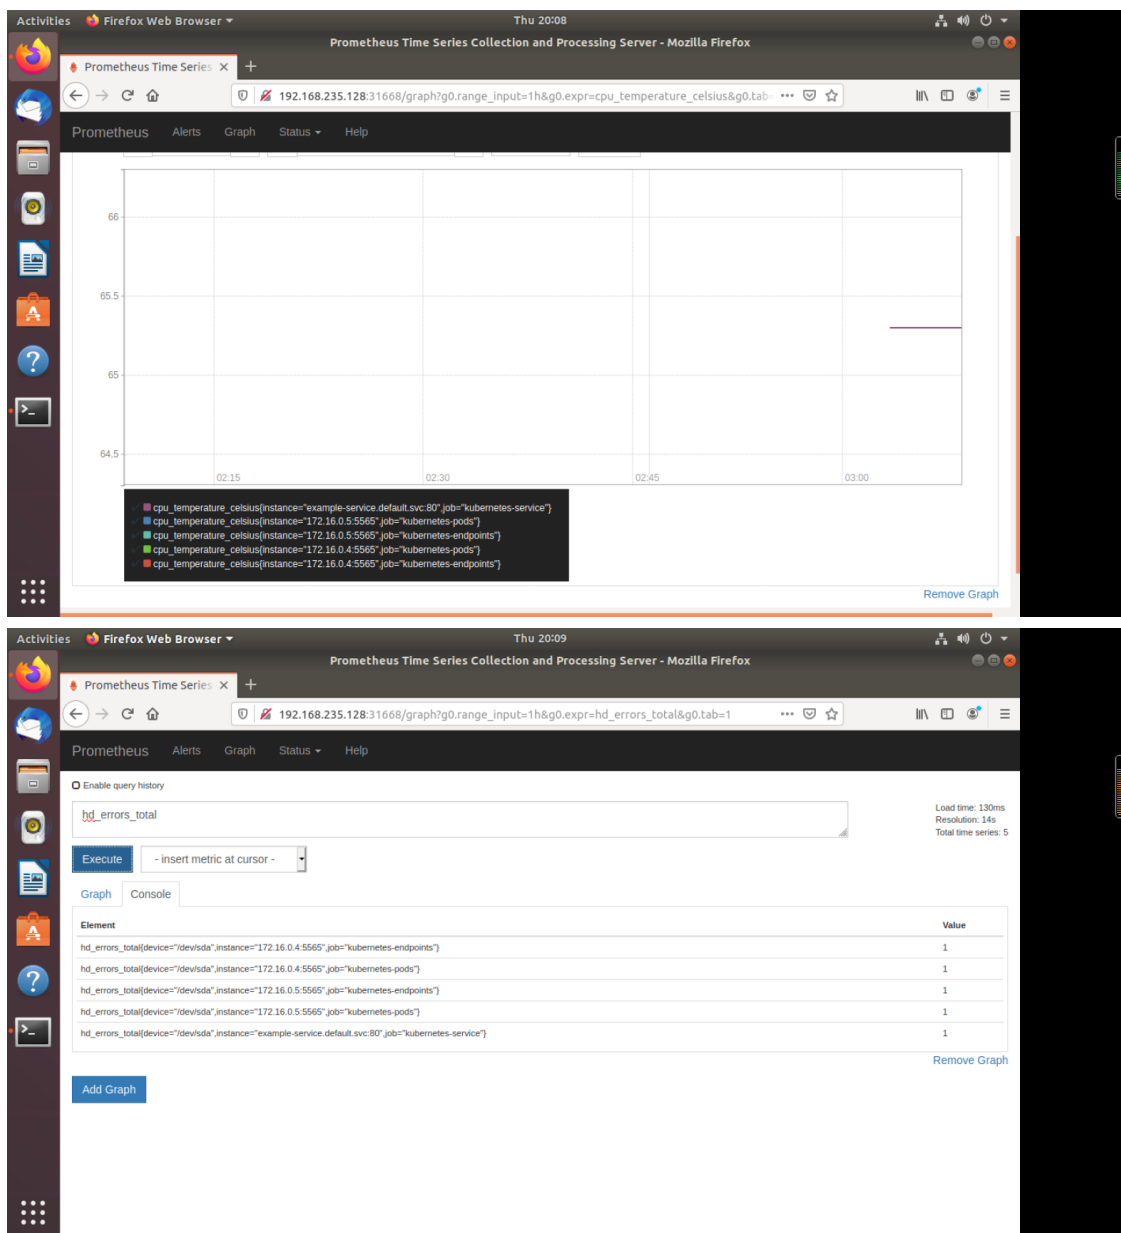 Activities Firefox Web Browser Thu 20:08
Prometheus Time Series Collection and Processing Server - Mozilla Firefox
Prometheus Time Series
192.168.235.128:31668/graph?g0.range_input=1h&g0.expr=cpu_temperature_celsius&g0.tab=
Prometheus Alerts Graph Status Help
66
65.5
65
64.5
02:15 02:30 02:45 03:00
cpu_temperature_celsius{instance="example-service.default.svc:80",job="kubernetes-service"}
cpu_temperature_celsius{instance="172.16.0.5:5565",job="kubernetes-pods"}
cpu_temperature_celsius{instance="172.16.0.5:5565",job="kubernetes-endpoints"}
cpu_temperature_celsius{instance="172.16.0.4:5565",job="kubernetes-pods"}
cpu_temperature_celsius{instance="172.16.0.4:5565",job="kubernetes-endpoints"}
Remove Graph
Activities Firefox Web Browser Thu 20:09
Prometheus Time Series Collection and Processing Server - Mozilla Firefox
Prometheus Time Series
192.168.235.128:31668/graph?g0.range_input=1h&g0.expr=hd_errors_total&g0.tab=1
Prometheus Alerts Graph Status Help
Enable query history
hd_errors_total
Load time: 130ms
Resolution: 14s
Total time series: 5
Execute - insert metric at cursor -
Graph Console
Element Value
hd_errors_total{device="/dev/sda",instance="172.16.0.4:5565",job="kubernetes-endpoints"} 1
hd_errors_total{device="/dev/sda",instance="172.16.0.4:5565",job="kubernetes-pods"} 1
hd_errors_total{device="/dev/sda",instance="172.16.0.5:5565",job="kubernetes-endpoints"} 1
hd_errors_total{device="/dev/sda",instance="172.16.0.5:5565",job="kubernetes-pods"} 1
hd_errors_total{device="/dev/sda",instance="example-service.default.svc:80",job="kubernetes-service"} 1
Remove Graph
Add Graph